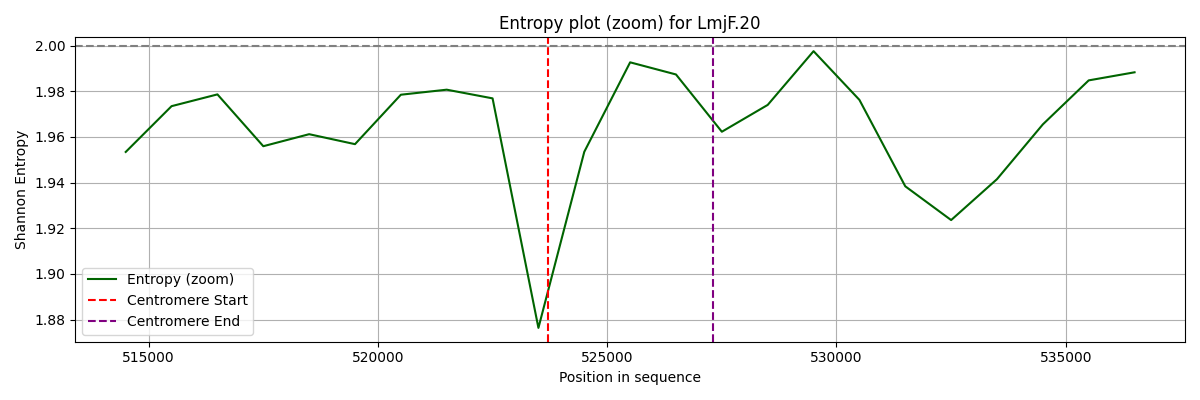 Entropy plot (zoom) for LmjF.20
2.00
1.98
1.96
1.94
1.92
1.90
1.88
Shannon Entropy
Entropy (zoom)
Centromere Start
Centromere End
515000 520000 525000 530000 535000
Position in sequence